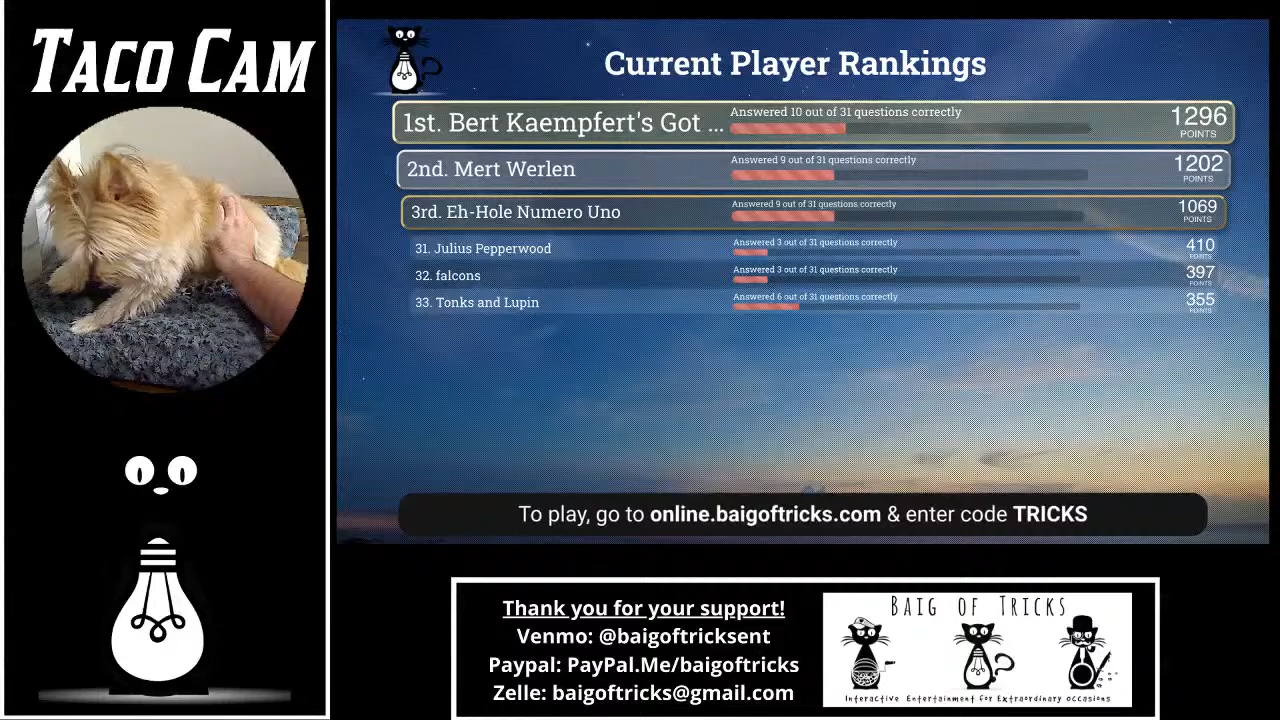 TACO CAM
Current Player Rankings
1st. Bert Kaempfert's Got ...
Answered 10 out of 31 questions correctly
1296
POINTS
2nd. Mert Werlen
Answered 9 out of 31 questions correctly
1202
POINTS
3rd. Eh-Hole Numero Uno
Answered 9 out of 31 questions correctly
1069
POINTS
31. Julius Pepperwood
Answered 3 out of 31 questions correctly
410
POINTS
32. falcons
Answered 3 out of 31 questions correctly
397
POINTS
33. Tonks and Lupin
Answered 6 out of 31 questions correctly
355
POINTS
To play, go to online.baigoftricks.com & enter code TRICKS
Thank you for your support!
Venmo: @baigoftricksent
Paypal: PayPal.Me/baigoftricks
Zelle: baigoftricks@gmail.com
BAIG OF TRICKS
Interactive Entertainment for Extraordinary Occasions